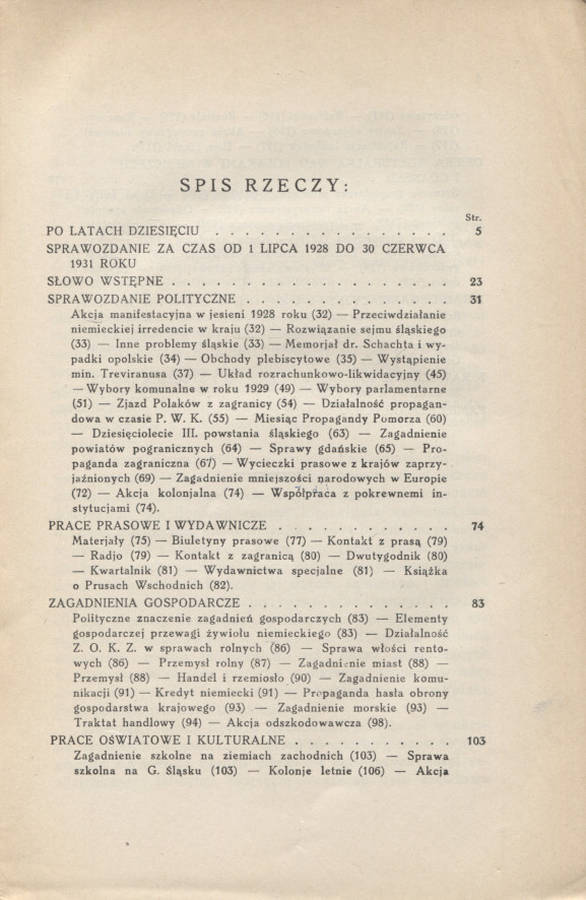 SPIS RZECZY:
Str.
PO LATACH DZIESIĘCIU . . . . . . . . . . . . . . . . 5
SPRAWOZDANIE ZA CZAS OD 1 LIPCA 1928 DO 30 CZERWCA
1931 ROKU
SŁOWO WSTĘPNE . . . . . . . . . . . . . . . . . . . 23
SPRAWOZDANIE POLITYCZNE . . . . . . . . . . . . . . 31
Akcja manifestacyjna w jesieni 1928 roku (32) — Przeciwdziałanie
niemieckiej irredencie w kraju (32) — Rozwiązanie sejmu śląskiego
(33) — Inne problemy śląskie (33) — Memorjał dr. Schachta i wy-
padki opolskie (34) — Obchody plebiscytowe (35) — Wystąpienie
min. Treviranusa (37) — Układ rozrachunkowo-likwidacyjny (45)
— Wybory komunalne w roku 1929 (49) — Wybory parlamentarne
(51) — Zjazd Polaków z zagranicy (54) — Działalność propagan-
dowa w czasie P. W. K. (55) — Miesiąc Propagandy Pomorza (60)
— Dziesięciolecie III. powstania śląskiego (63) — Zagadnienie
powiatów pogranicznych (64) — Sprawy gdańskie (65) — Pro-
paganda zagraniczna (67) — Wycieczki prasowe z krajów zaprzy-
jaźnionych (69) — Zagadnienie mniejszości narodowych w Europie
(72) — Akcja kolonjalna (74) — Współpraca z pokrewnemi in-
stytucjami (74).
PRACE PRASOWE I WYDAWNICZE . . . . . . . . . . . . 74
Materjały (75) — Biuletyny prasowe (77) — Kontakt z prasą (79)
— Radjo (79) — Kontakt z zagranicą (80) — Dwutygodnik (80)
— Kwartalnik (81) — Wydawnictwa specjalne (81) — Książka
o Prusach Wschodnich (82).
ZAGADNIENIA GOSPODARCZE . . . . . . . . . . . . . . 83
Polityczne znaczenie zagadnień gospodarczych (83) — Elementy
gospodarczej przewagi żywiołu niemieckiego (83) — Działalność
Z. O. K. Z. w sprawach rolnych (86) — Sprawa włości rento-
wych (86) — Przemysł rolny (87) — Zagadnienie miast (88) —
Przemysł (88) — Handel i rzemiosło (90) — Zagadnienie komu-
nikacji (91) — Kredyt niemiecki (91) — Propaganda hasła obrony
gospodarstwa krajowego (93) — Zagadnienie morskie (93) —
Traktat handlowy (94) — Akcja odszkodowawcza (98).
PRACE OŚWIATOWE I KULTURALNE . . . . . . . . . . . 103
Zagadnienie szkolne na ziemiach zachodnich (103) — Sprawa
szkolna na G. Śląsku (103) — Kolonje letnie (106) — Akcja